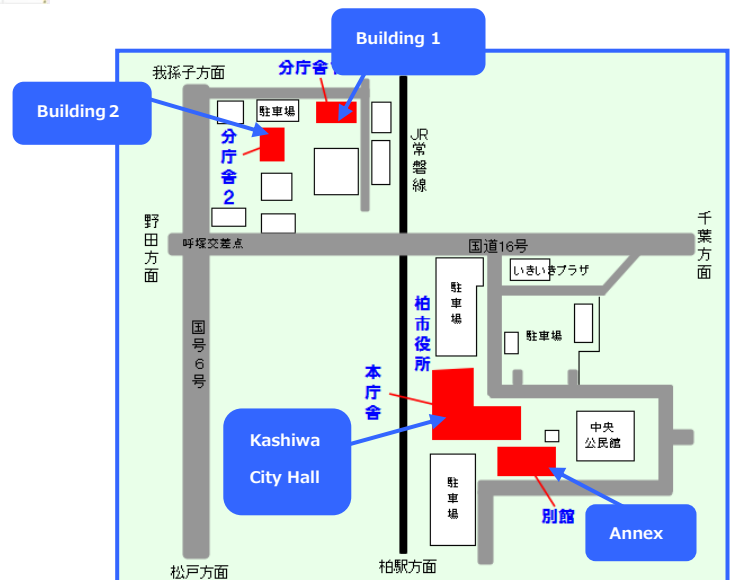 Building 1
我孫子方面
分庁舎1
Building 2
駐車場
分庁舎2
JR常磐線
野田方面
呼塚交差点
国道16号
千葉方面
いきいきプラザ
駐車場
柏市役所
駐車場
国号6号
本庁舎
Kashiwa
City Hall
中央
公民館
駐車場
別館
Annex
松戸方面
柏駅方面